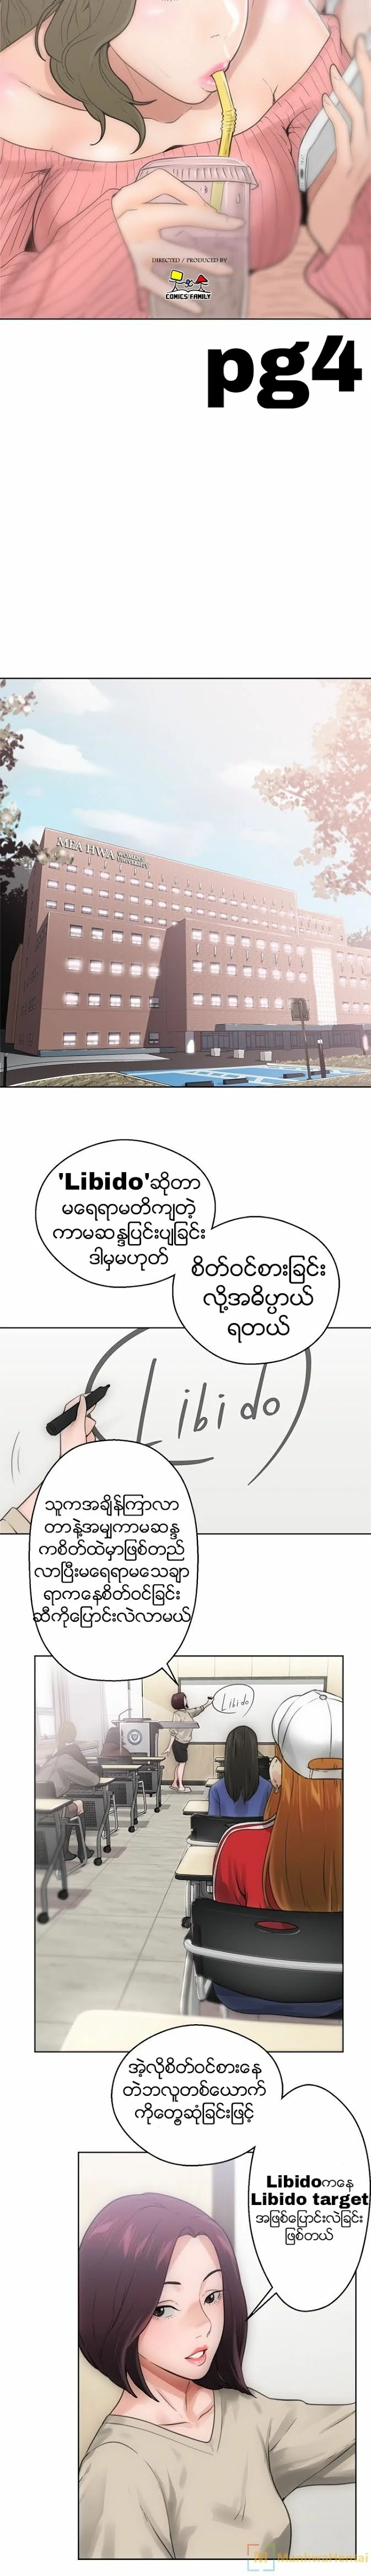 DIRECTED / PRODUCED BY
COMICS FAMILY
pg4
MEA HWA WOMEN'S
UNIVERSITY
'Libido'ဆိုတာ
မရေရာမတိကျတဲ့
ကာမဆန္ဒပြင်းပျခြင်း
ဒါမှမဟုတ်
စိတ်ဝင်စားခြင်း
လို့အဓိပ္ပာယ်
ရတယ်
Libido
သူကအချိန်ကြာလာ
တာနဲ့အမျှကာမဆန္ဒ
ကစိတ်ထဲမှာဖြစ်တည်
လာပြီးမရေရာမသေချာ
ရာကနေစိတ်ဝင်ခြင်း
ဆီကိုပြောင်းလဲလာမယ်
Libido
အဲ့လိုစိတ်ဝင်စားနေ
တဲဘလူတစ်ယောက်
ကိုတွေ့ဆုံခြင်းဖြင့်
Libidoကနေ
Libido target
အဖြစ်ပြောင်းလဲခြင်း
ဖြစ်တယ်
ManhwaHentai